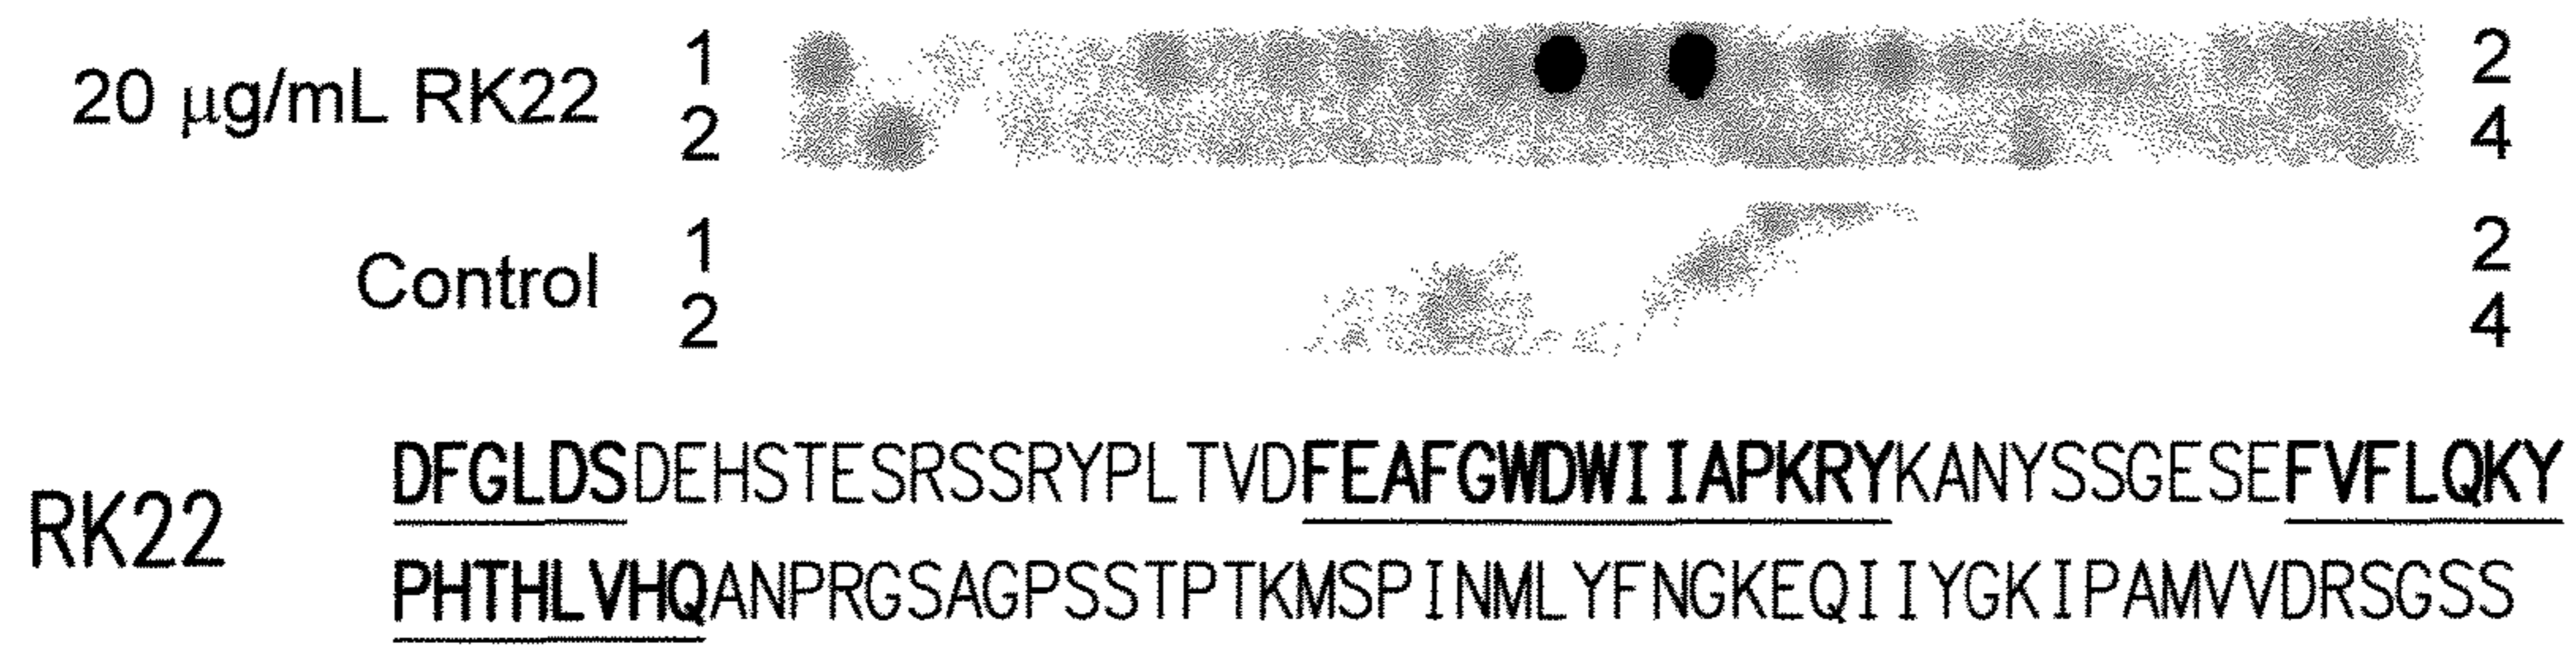 20 µg/mL RK22 1 2
2 4
Control 1 2
2 4
RK22
DFGLDSDEHSTESRSSRYPLTVDFEAFGWDWIIAPKRYKANYSSGESEFVFLQKY
PHTHLVHQANPRGSAGPSSTPTKMSPINMLYFNGKEQIIYGKIPAMVVDRSGSS